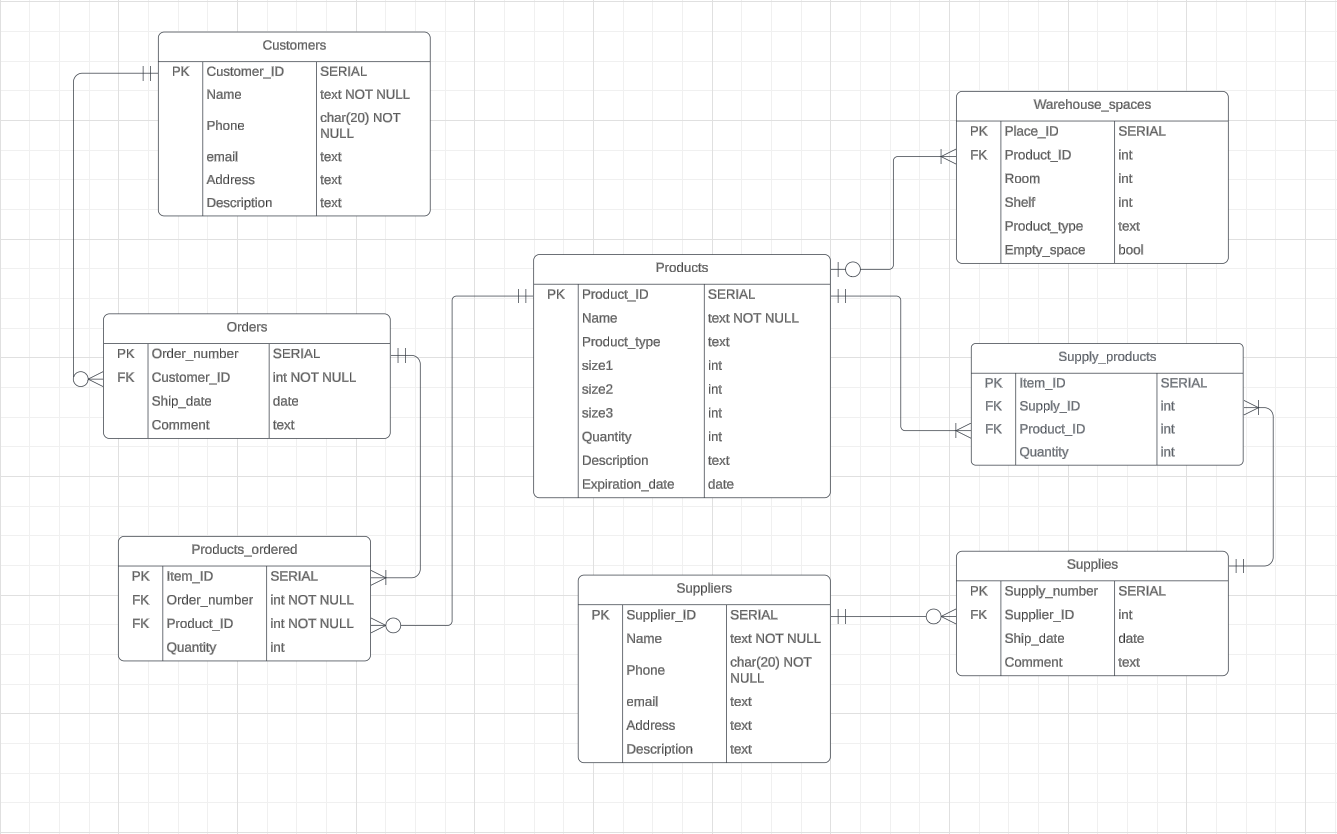 Customers
PK Customer_ID SERIAL
Name text NOT NULL
Phone char(20) NOT
NULL
email text
Address text
Description text
Warehouse_spaces
PK Place_ID SERIAL
FK Product_ID int
Room int
Shelf int
Product_type text
Empty_space bool
Products
PK Product_ID SERIAL
Name text NOT NULL
Product_type text
size1 int
size2 int
size3 int
Quantity int
Description text
Expiration_date date
Orders
PK Order_number SERIAL
FK Customer_ID int NOT NULL
Ship_date date
Comment text
Supply_products
PK Item_ID SERIAL
FK Supply_ID int
FK Product_ID int
Quantity int
Products_ordered
PK Item_ID SERIAL
FK Order_number int NOT NULL
FK Product_ID int NOT NULL
Quantity int
Suppliers
PK Supplier_ID SERIAL
Name text NOT NULL
Phone char(20) NOT
NULL
email text
Address text
Description text
Supplies
PK Supply_number SERIAL
FK Supplier_ID int
Ship_date date
Comment text